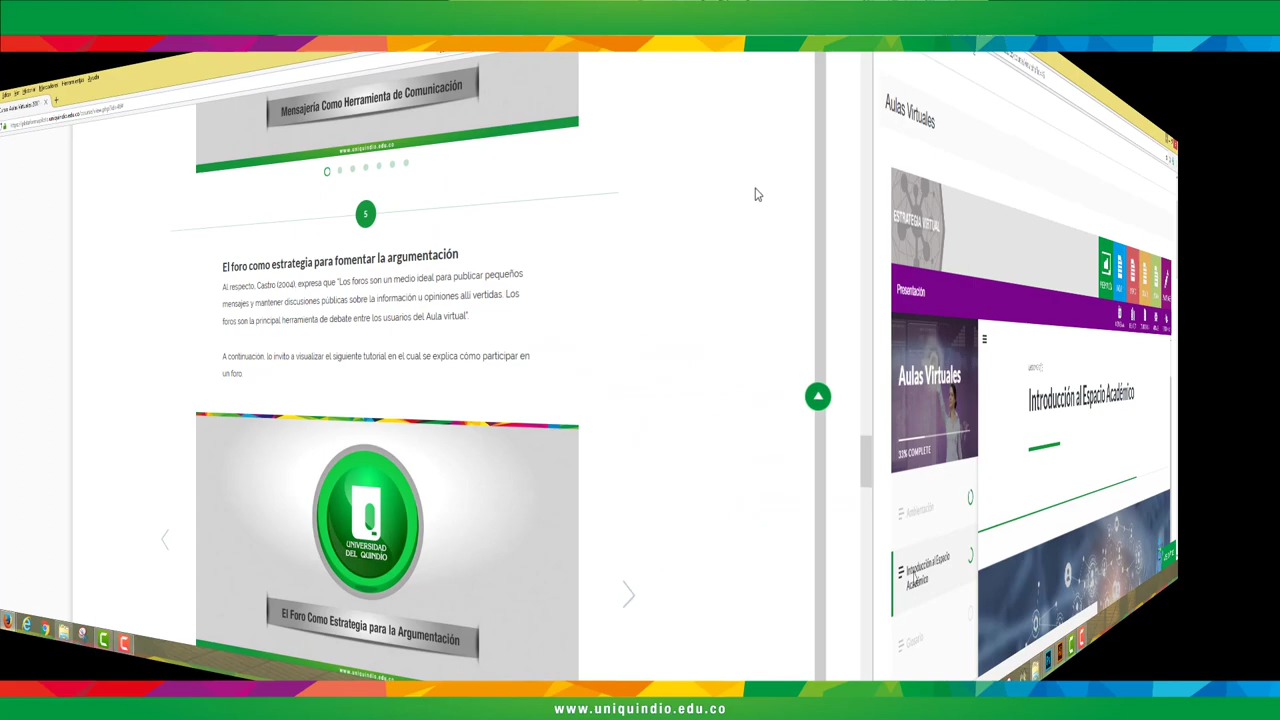 Mensajería Como Herramienta de Comunicación
www.uniquindio.edu.co
5
El foro como estrategia para fomentar la argumentación
Al respecto, Castro (2004), expresa que "Los foros son un medio ideal para publicar pequeños
mensajes y mantener discusiones públicas sobre la información u opiniones allí vertidas. Los
foros son la principal herramienta de debate entre los usuarios del Aula virtual".
A continuación, lo invito a visualizar el siguiente tutorial en el cual se explica cómo participar en
un foro
UNIVERSIDAD
DEL QUINDÍO
El Foro Como Estrategia para la Argumentación
www.uniquindio.edu.co
Aulas Virtuales
ESTRATEGIA VIRTUAL
Presentación
Aulas Virtuales
33% COMPLETE
Ambientación
Introducción al Espacio
Académico
Glosario
Introducción al Espacio Académico
www.uniquindio.edu.co